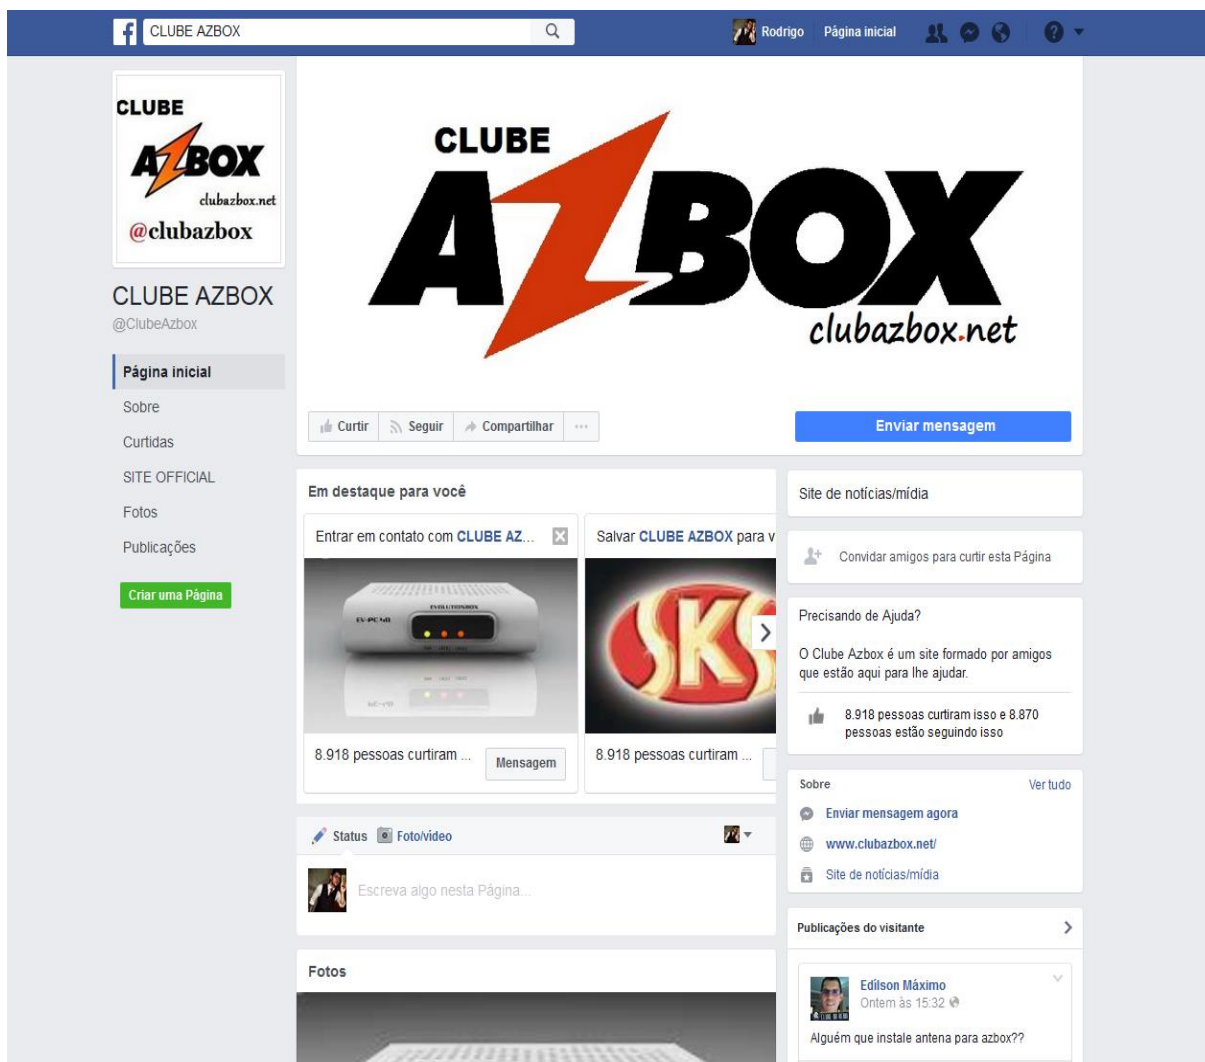 CLUBE AZBOX
Rodrigo
Página inicial
CLUBE
AZBOX
clubazbox.net
@clubazbox
CLUBE AZBOX
@ClubeAzbox
Página inicial
Sobre
Curtidas
SITE OFFICIAL
Fotos
Publicações
Criar uma Página
CLUBE
AZBOX
clubazbox.net
Curtir
Seguir
Compartilhar
Enviar mensagem
Em destaque para você
Entrar em contato com CLUBE AZ...
EVOLUTIONBOX
EV-PC HD
8.918 pessoas curtiram ...
Mensagem
Salvar CLUBE AZBOX para v
SKS
8.918 pessoas curtiram ...
Status
Foto/vídeo
Escreva algo nesta Página...
Fotos
Site de notícias/mídia
Convidar amigos para curtir esta Página
Precisando de Ajuda?
O Clube Azbox é um site formado por amigos
que estão aqui para lhe ajudar.
8.918 pessoas curtiram isso e 8.870
pessoas estão seguindo isso
Sobre
Ver tudo
Enviar mensagem agora
www.clubazbox.net/
Site de notícias/mídia
Publicações do visitante
Edílson Máximo
Ontem às 15:32
Alguém que instale antena para azbox??